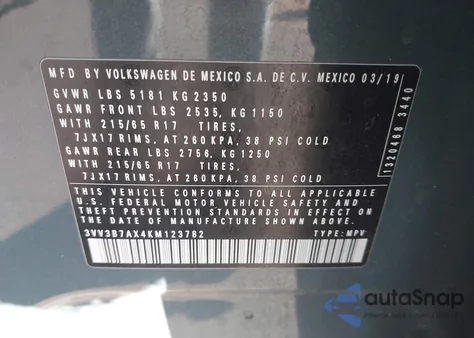 MFD. BY VOLKSWAGEN DE MEXICO S.A. DE C.V. MEXICO 03/19
GVWR LBS 5181 KG 2350
GAWR FRONT LBS 2535, KG 1150
WITH 215/65 R17 TIRES,
7JX17 RIMS, AT 260 KPA, 38 PSI COLD
GAWR REAR LBS 2756, KG 1250
WITH 215/65 R17 TIRES,
7JX17 RIMS, AT 260 KPA, 38 PSI COLD
THIS VEHICLE CONFORMS TO ALL APPLICABLE
U.S. FEDERAL MOTOR VEHICLE SAFETY AND
THEFT PREVENTION STANDARDS IN EFFECT ON THE
DATE OF MANUFACTURE SHOWN ABOVE.
3VV3B7AX4KM123782 TYPE: MPV
1320468 3440
autoSnap